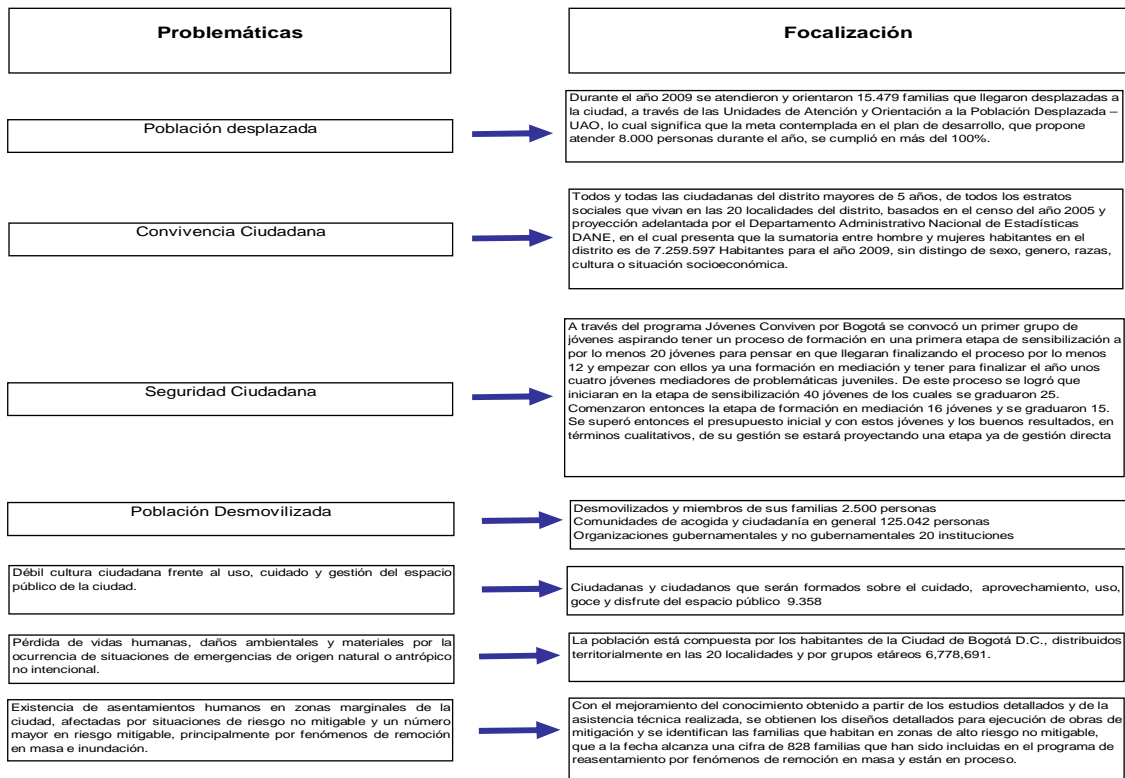 Problemáticas
Focalización
Población desplazada
Durante el año 2009 se atendieron y orientaron 15.479 familias que llegaron desplazadas a
la ciudad, a través de las Unidades de Atención y Orientación a la Población Desplazada –
UAO, lo cual significa que la meta contemplada en el plan de desarrollo, que propone
atender 8.000 personas durante el año, se cumplió en más del 100%.
Convivencia Ciudadana
Todos y todas las ciudadanas del distrito mayores de 5 años, de todos los estratos
sociales que vivan en las 20 localidades del distrito, basados en el censo del año 2005 y
proyección adelantada por el Departamento Administrativo Nacional de Estadísticas
DANE, en el cual presenta que la sumatoria entre hombre y mujeres habitantes en el
distrito es de 7.259.597 Habitantes para el año 2009, sin distingo de sexo, genero, razas,
cultura o situación socioeconómica.
Seguridad Ciudadana
A través del programa Jóvenes Conviven por Bogotá se convocó un primer grupo de
jóvenes aspirando tener un proceso de formación en una primera etapa de sensibilización a
por lo menos 20 jóvenes para pensar en que llegaran finalizando el proceso por lo menos
12 y empezar con ellos ya una formación en mediación y tener para finalizar el año unos
cuatro jóvenes mediadores de problemáticas juveniles. De este proceso se logró que
iniciaran en la etapa de sensibilización 40 jóvenes de los cuales se graduaron 25.
Comenzaron entonces la etapa de formación en mediación 16 jóvenes y se graduaron 15.
Se superó entonces el presupuesto inicial y con estos jóvenes y los buenos resultados, en
términos cualitativos, de su gestión se estará proyectando una etapa ya de gestión directa
Población Desmovilizada
Desmovilizados y miembros de sus familias 2.500 personas
Comunidades de acogida y ciudadanía en general 125.042 personas
Organizaciones gubernamentales y no gubernamentales 20 instituciones
Débil cultura ciudadana frente al uso, cuidado y gestión del espacio
público de la ciudad.
Ciudadanas y ciudadanos que serán formados sobre el cuidado, aprovechamiento, uso,
goce y disfrute del espacio público 9.358
Pérdida de vidas humanas, daños ambientales y materiales por la
ocurrencia de situaciones de emergencias de origen natural o antrópico
no intencional.
La población está compuesta por los habitantes de la Ciudad de Bogotá D.C., distribuidos
territorialmente en las 20 localidades y por grupos etáreos 6,778,691.
Existencia de asentamientos humanos en zonas marginales de la
ciudad, afectadas por situaciones de riesgo no mitigable y un número
mayor en riesgo mitigable, principalmente por fenómenos de remoción
en masa e inundación.
Con el mejoramiento del conocimiento obtenido a partir de los estudios detallados y de la
asistencia técnica realizada, se obtienen los diseños detallados para ejecución de obras de
mitigación y se identifican las familias que habitan en zonas de alto riesgo no mitigable,
que a la fecha alcanza una cifra de 828 familias que han sido incluidas en el programa de
reasentamiento por fenómenos de remoción en masa y están en proceso.